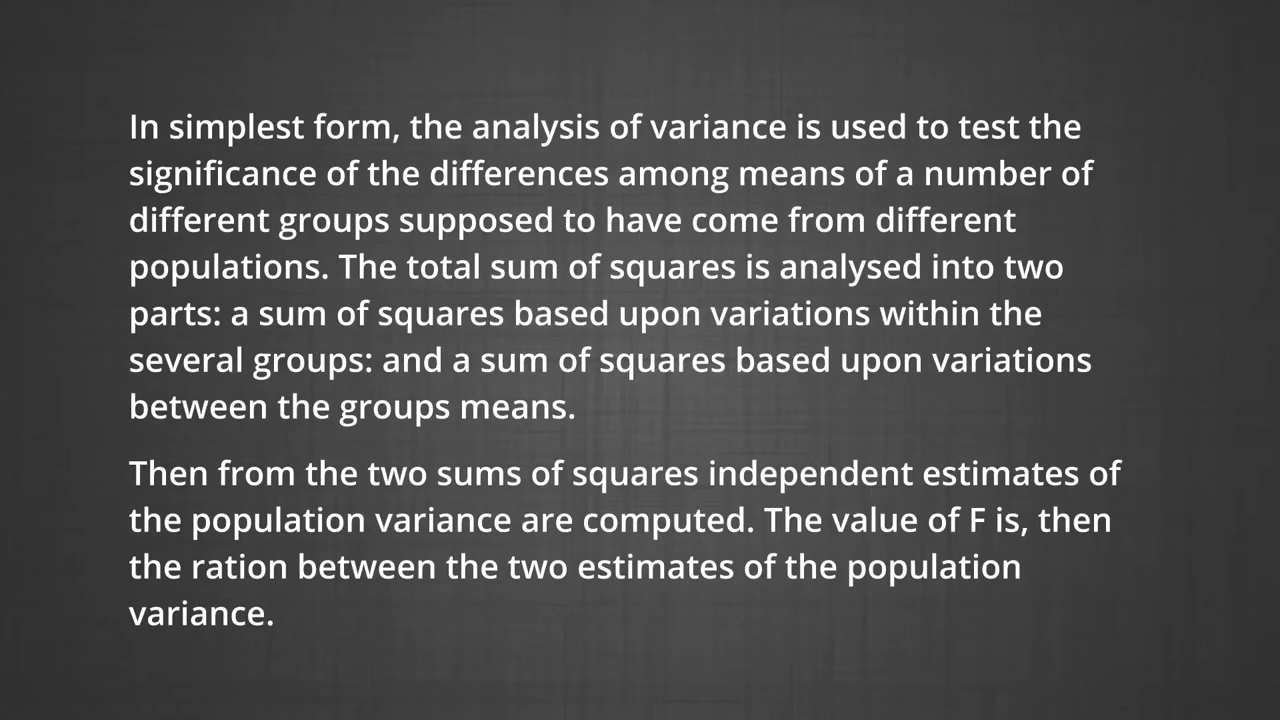 In simplest form, the analysis of variance is used to test the
significance of the differences among means of a number of
different groups supposed to have come from different
populations. The total sum of squares is analysed into two
parts: a sum of squares based upon variations within the
several groups: and a sum of squares based upon variations
between the groups means.
Then from the two sums of squares independent estimates of
the population variance are computed. The value of F is, then
the ration between the two estimates of the population
variance.